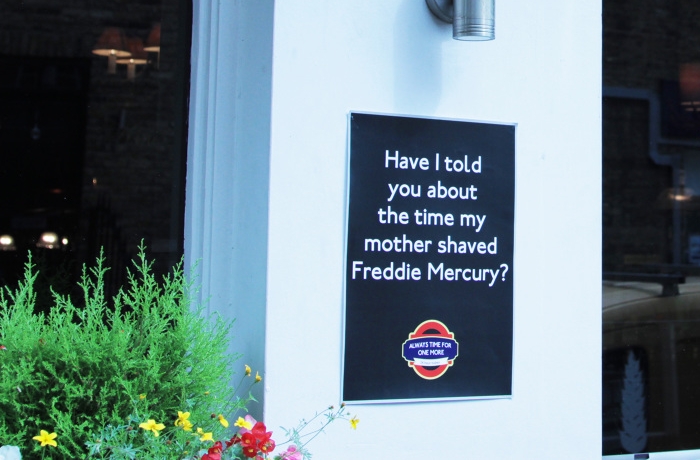 Have I told
you about
the time my
mother shaved
Freddie Mercury?
ALWAYS TIME FOR
ONE MORE